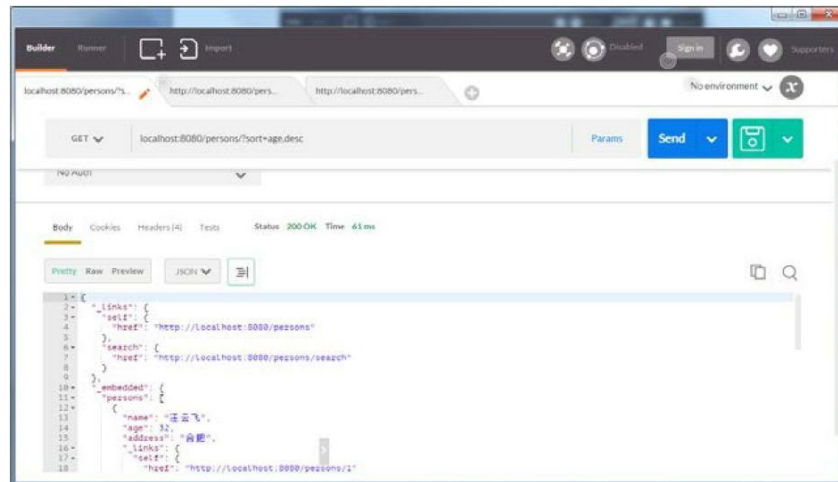 Builder Runner Import Disabled Sign in Supporters
localhost:8080/persons/?s... http://localhost:8080/pers... http://localhost:8080/pers... No environment
GET localhost:8080/persons/?sort=age,desc Params Send
No Auth
Body Cookies Headers (4) Tests Status 200 OK Time 61 ms
Pretty Raw Preview JSON
1 {
2 "_links": {
3 "self": {
4 "href": "http://localhost:8080/persons"
5 },
6 "search": {
7 "href": "http://localhost:8080/persons/search"
8 }
9 },
10 "_embedded": {
11 "persons": [
12 {
13 "name": "汪云飞",
14 "age": 32,
15 "address": "合肥",
16 "_links": {
17 "self": {
18 "href": "http://localhost:8080/persons/1"